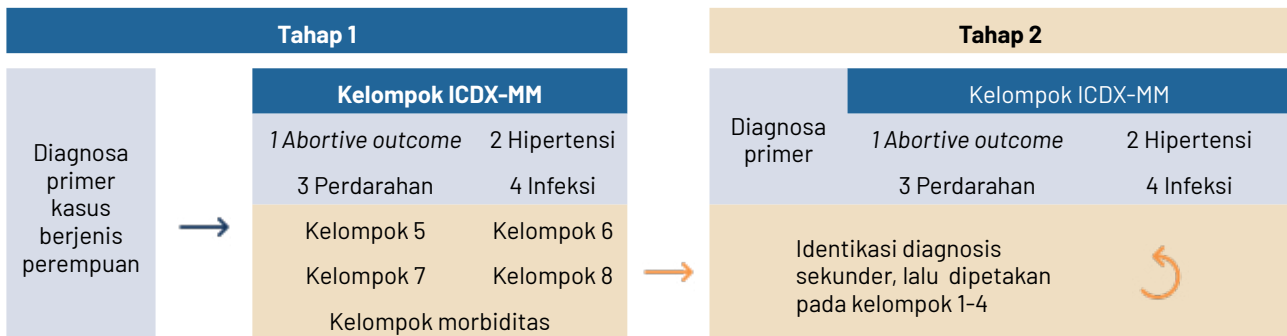 Tahap 1
Tahap 2
Diagnosa
primer
kasus
berjenis
perempuan
Kelompok ICDX-MM
1 Abortive outcome 2 Hipertensi
3 Perdarahan 4 Infeksi
Kelompok 5 Kelompok 6
Kelompok 7 Kelompok 8
Kelompok morbiditas
Diagnosa
primer
Kelompok ICDX-MM
1 Abortive outcome 2 Hipertensi
3 Perdarahan 4 Infeksi
Identikasi diagnosis
sekunder, lalu dipetakan
pada kelompok 1-4